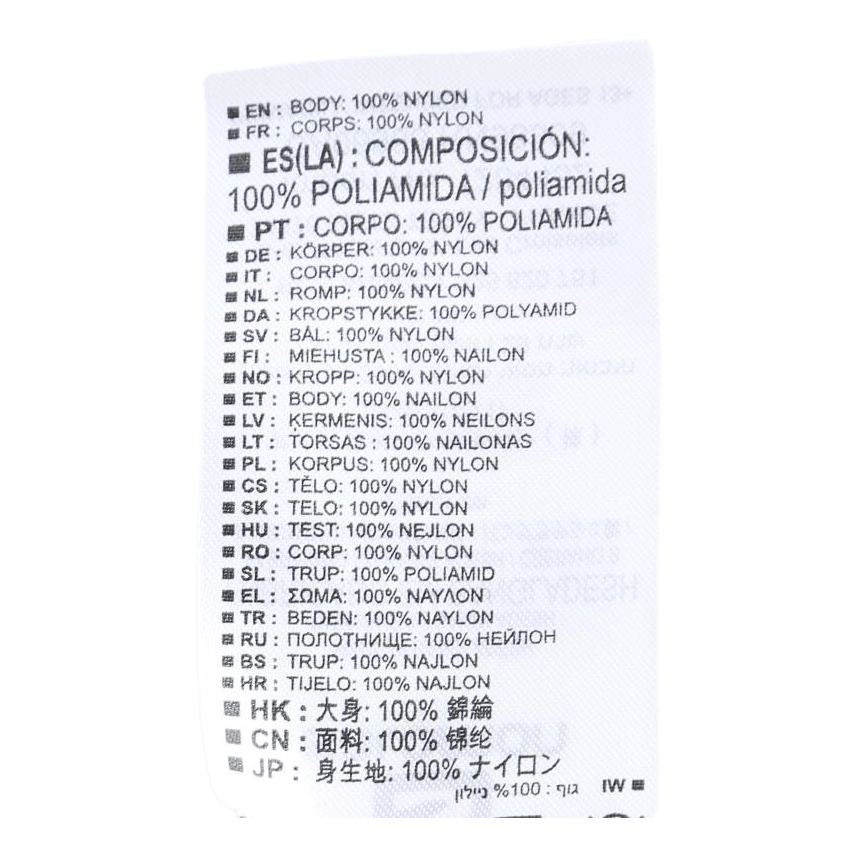 EN : BODY: 100% NYLON
FR : CORPS: 100% NYLON
ES(LA) : COMPOSICIÓN:
100% POLIAMIDA / poliamida
PT : CORPO: 100% POLIAMIDA
DE : KÖRPER: 100% NYLON
IT : CORPO: 100% NYLON
NL : ROMP: 100% NYLON
DA : KROPSTYKKE: 100% POLYAMID
SV : BÅL: 100% NYLON
FI : MIEHUSTA : 100% NAILON
NO : KROPP: 100% NYLON
ET : BODY: 100% NAILON
LV : ĶERMENIS: 100% NEILONS
LT : TORSAS : 100% NAILONAS
PL : KORPUS: 100% NYLON
CS : TĚLO: 100% NYLON
SK : TELO: 100% NYLON
HU : TEST: 100% NEJLON
RO : CORP: 100% NYLON
SL : TRUP: 100% POLIAMID
EL : ΣΩΜΑ: 100% ΝΑΥΛΟΝ
TR : BEDEN: 100% NAYLON
RU : ПОЛОТНИЩЕ: 100% НЕЙЛОН
BS : TRUP: 100% NAJLON
HR : TIJELO: 100% NAJLON
HK : 大身: 100% 錦綸
CN : 面料: 100% 锦纶
JP : 身生地: 100% ナイロン
IW גוף : 100% ניילון